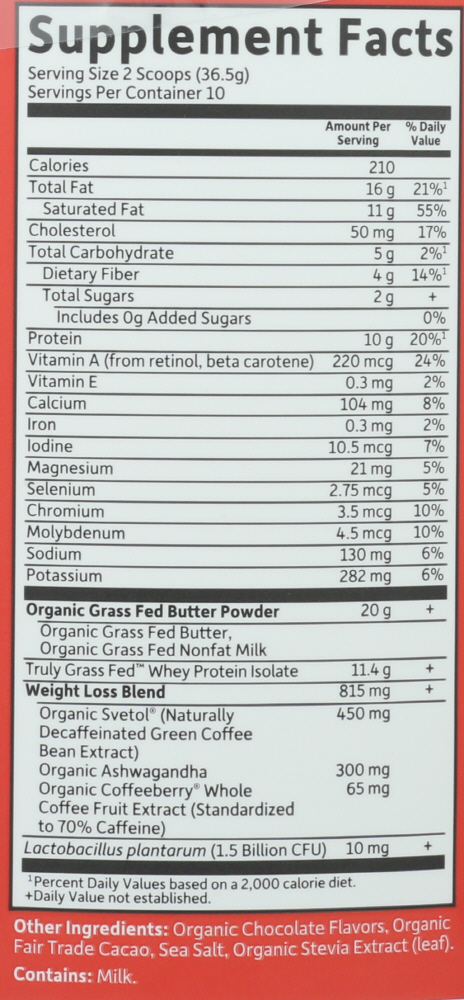 Supplement Facts
Serving Size 2 Scoops (36.5g)
Servings Per Container 10
Amount Per Serving % Daily Value
Calories 210
Total Fat 16 g 21%¹
Saturated Fat 11 g 55%
Cholesterol 50 mg 17%
Total Carbohydrate 5 g 2%¹
Dietary Fiber 4 g 14%¹
Total Sugars 2 g +
Includes 0g Added Sugars 0%
Protein 10 g 20%¹
Vitamin A (from retinol, beta carotene) 220 mcg 24%
Vitamin E 0.3 mg 2%
Calcium 104 mg 8%
Iron 0.3 mg 2%
Iodine 10.5 mcg 7%
Magnesium 21 mg 5%
Selenium 2.75 mcg 5%
Chromium 3.5 mcg 10%
Molybdenum 4.5 mcg 10%
Sodium 130 mg 6%
Potassium 282 mg 6%
Organic Grass Fed Butter Powder 20 g +
Organic Grass Fed Butter,
Organic Grass Fed Nonfat Milk
Truly Grass Fed™ Whey Protein Isolate 11.4 g +
Weight Loss Blend 815 mg +
Organic Svetol® (Naturally 450 mg
Decaffeinated Green Coffee
Bean Extract)
Organic Ashwagandha 300 mg
Organic Coffeeberry® Whole 65 mg
Coffee Fruit Extract (Standardized
to 70% Caffeine)
Lactobacillus plantarum (1.5 Billion CFU) 10 mg +
¹Percent Daily Values based on a 2,000 calorie diet.
+Daily Value not established.
Other Ingredients: Organic Chocolate Flavors, Organic
Fair Trade Cacao, Sea Salt, Organic Stevia Extract (leaf).
Contains: Milk.